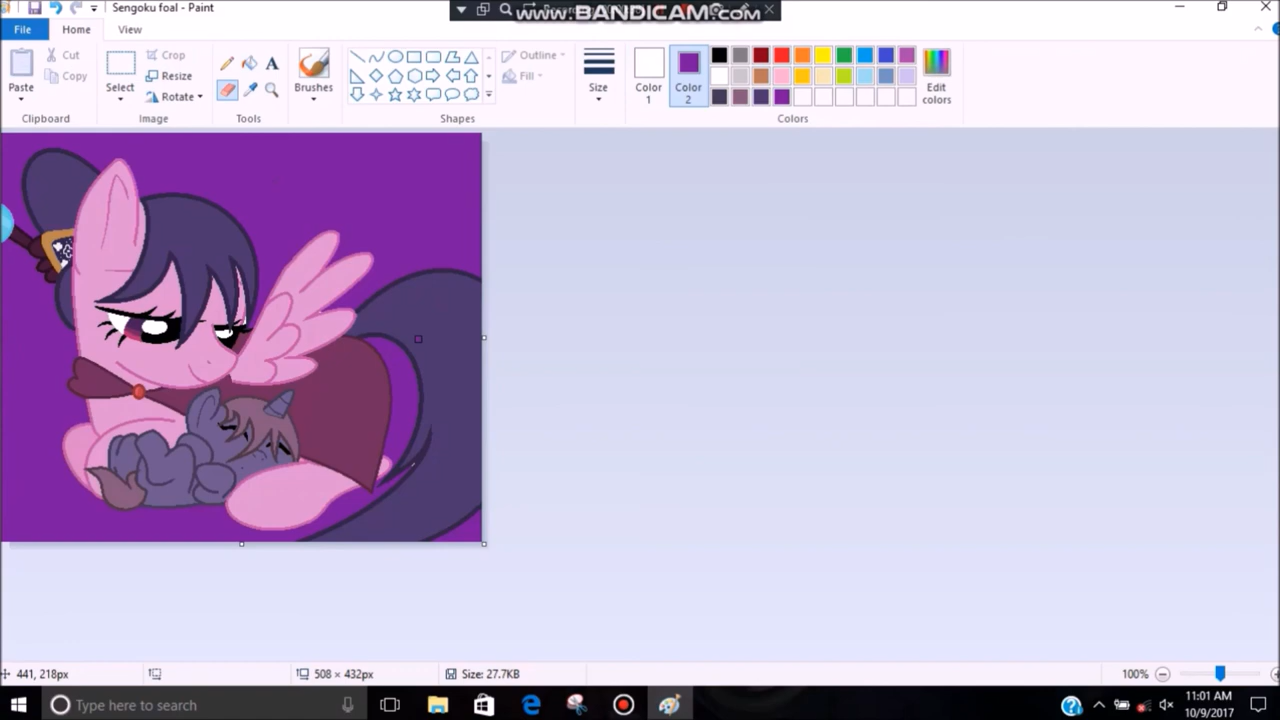 Sengoku foal - Paint
www.BANDICAM.com
File
Home
View
Paste
Cut
Copy
Clipboard
Select
Crop
Resize
Rotate
Image
A
Tools
Brushes
Outline
Fill
Shapes
Size
Color 1
Color 2
Edit colors
Colors
441, 218px
508 × 432px
Size: 27.7KB
100%
Type here to search
11:01 AM
10/9/2017